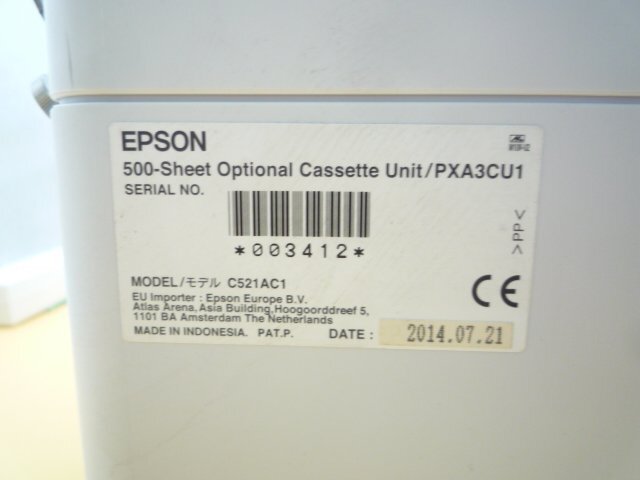 EPSON
500-Sheet Optional Cassette Unit/PXA3CU1
SERIAL NO.
*003412*
>PP<
MODEL/モデル C521AC1
EU Importer : Epson Europe B.V.
Atlas Arena,Asia Building,Hoogoorddreef 5,
1101 BA Amsterdam The Netherlands
CE
MADE IN INDONESIA. PAT.P. DATE : 2014.07.21